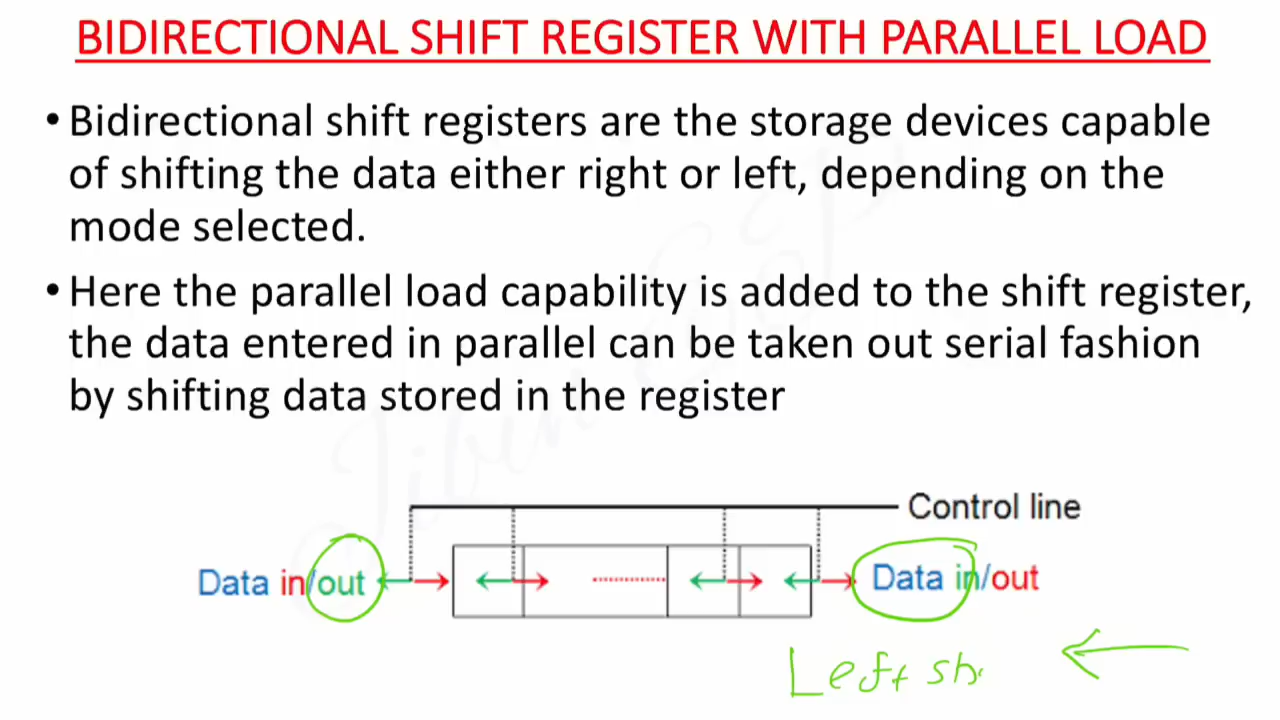 BIDIRECTIONAL SHIFT REGISTER WITH PARALLEL LOAD
• Bidirectional shift registers are the storage devices capable
of shifting the data either right or left, depending on the
mode selected.
• Here the parallel load capability is added to the shift register,
the data entered in parallel can be taken out serial fashion
by shifting data stored in the register
Control line
Data in/out
Data in/out
Left sh